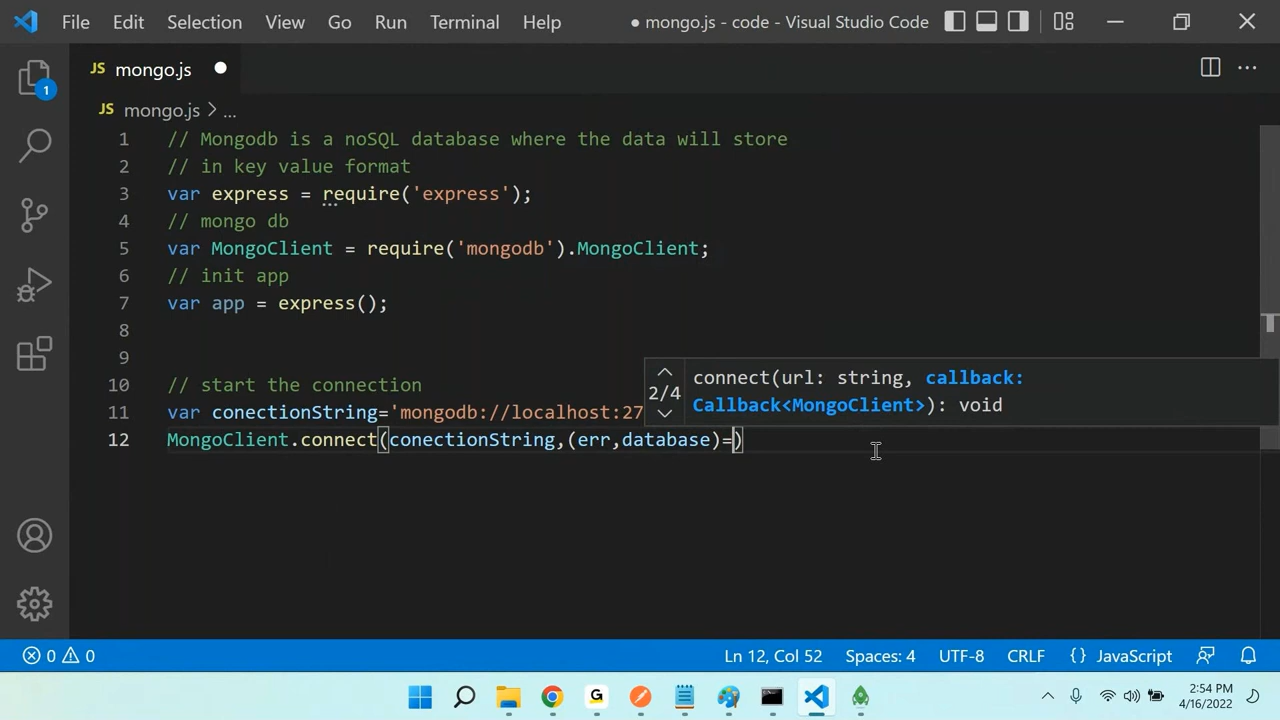 File Edit Selection View Go Run Terminal Help ● mongo.js - code - Visual Studio Code
JS mongo.js
1
JS mongo.js > ...
1 // Mongodb is a noSQL database where the data will store
2 // in key value format
3 var express = require('express');
4 // mongo db
5 var MongoClient = require('mongodb').MongoClient;
6 // init app
7 var app = express();
8
9
connect(url: string, callback:
2/4
Callback<MongoClient>): void
10 // start the connection
11 var conectionString='mongodb://localhost:27
12 MongoClient.connect(conectionString,(err,database)=)
0 0 Ln 12, Col 52 Spaces: 4 UTF-8 CRLF {} JavaScript
G
2:54 PM
4/16/2022